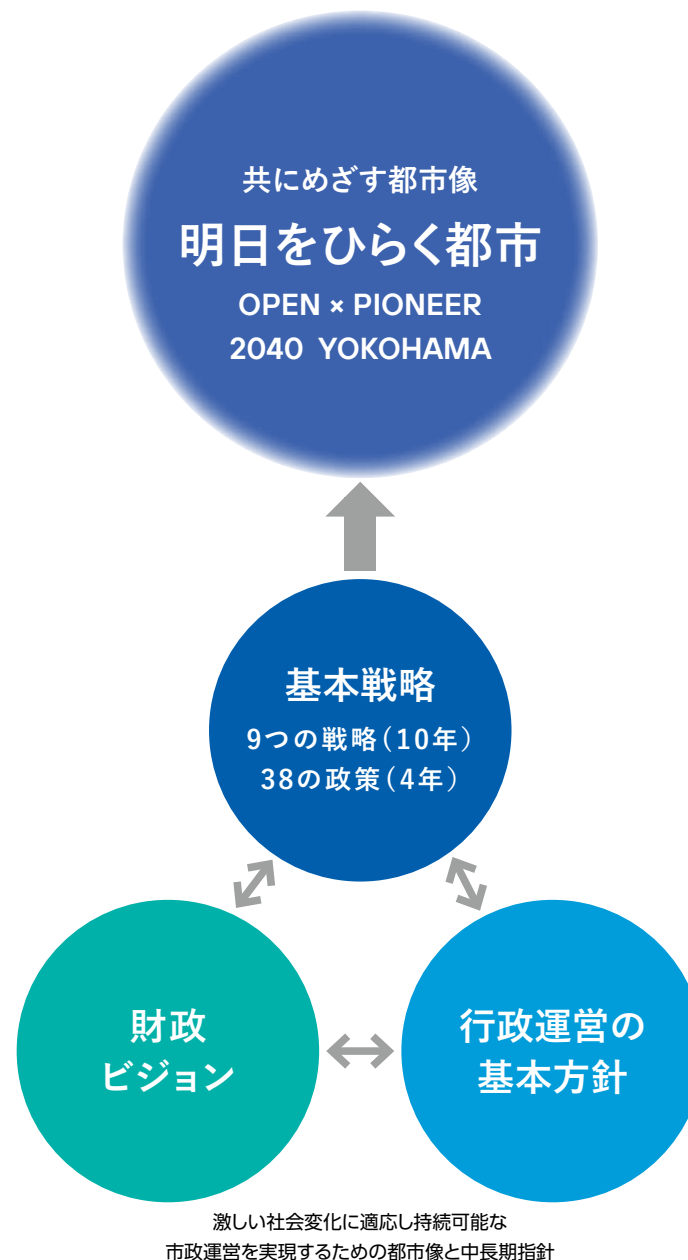 共にめざす都市像
明日をひらく都市
OPEN × PIONEER
2040 YOKOHAMA
基本戦略
9つの戦略（10年）
38の政策（4年）
財政
ビジョン
行政運営の
基本方針
激しい社会変化に適応し持続可能な
市政運営を実現するための都市像と中長期指針